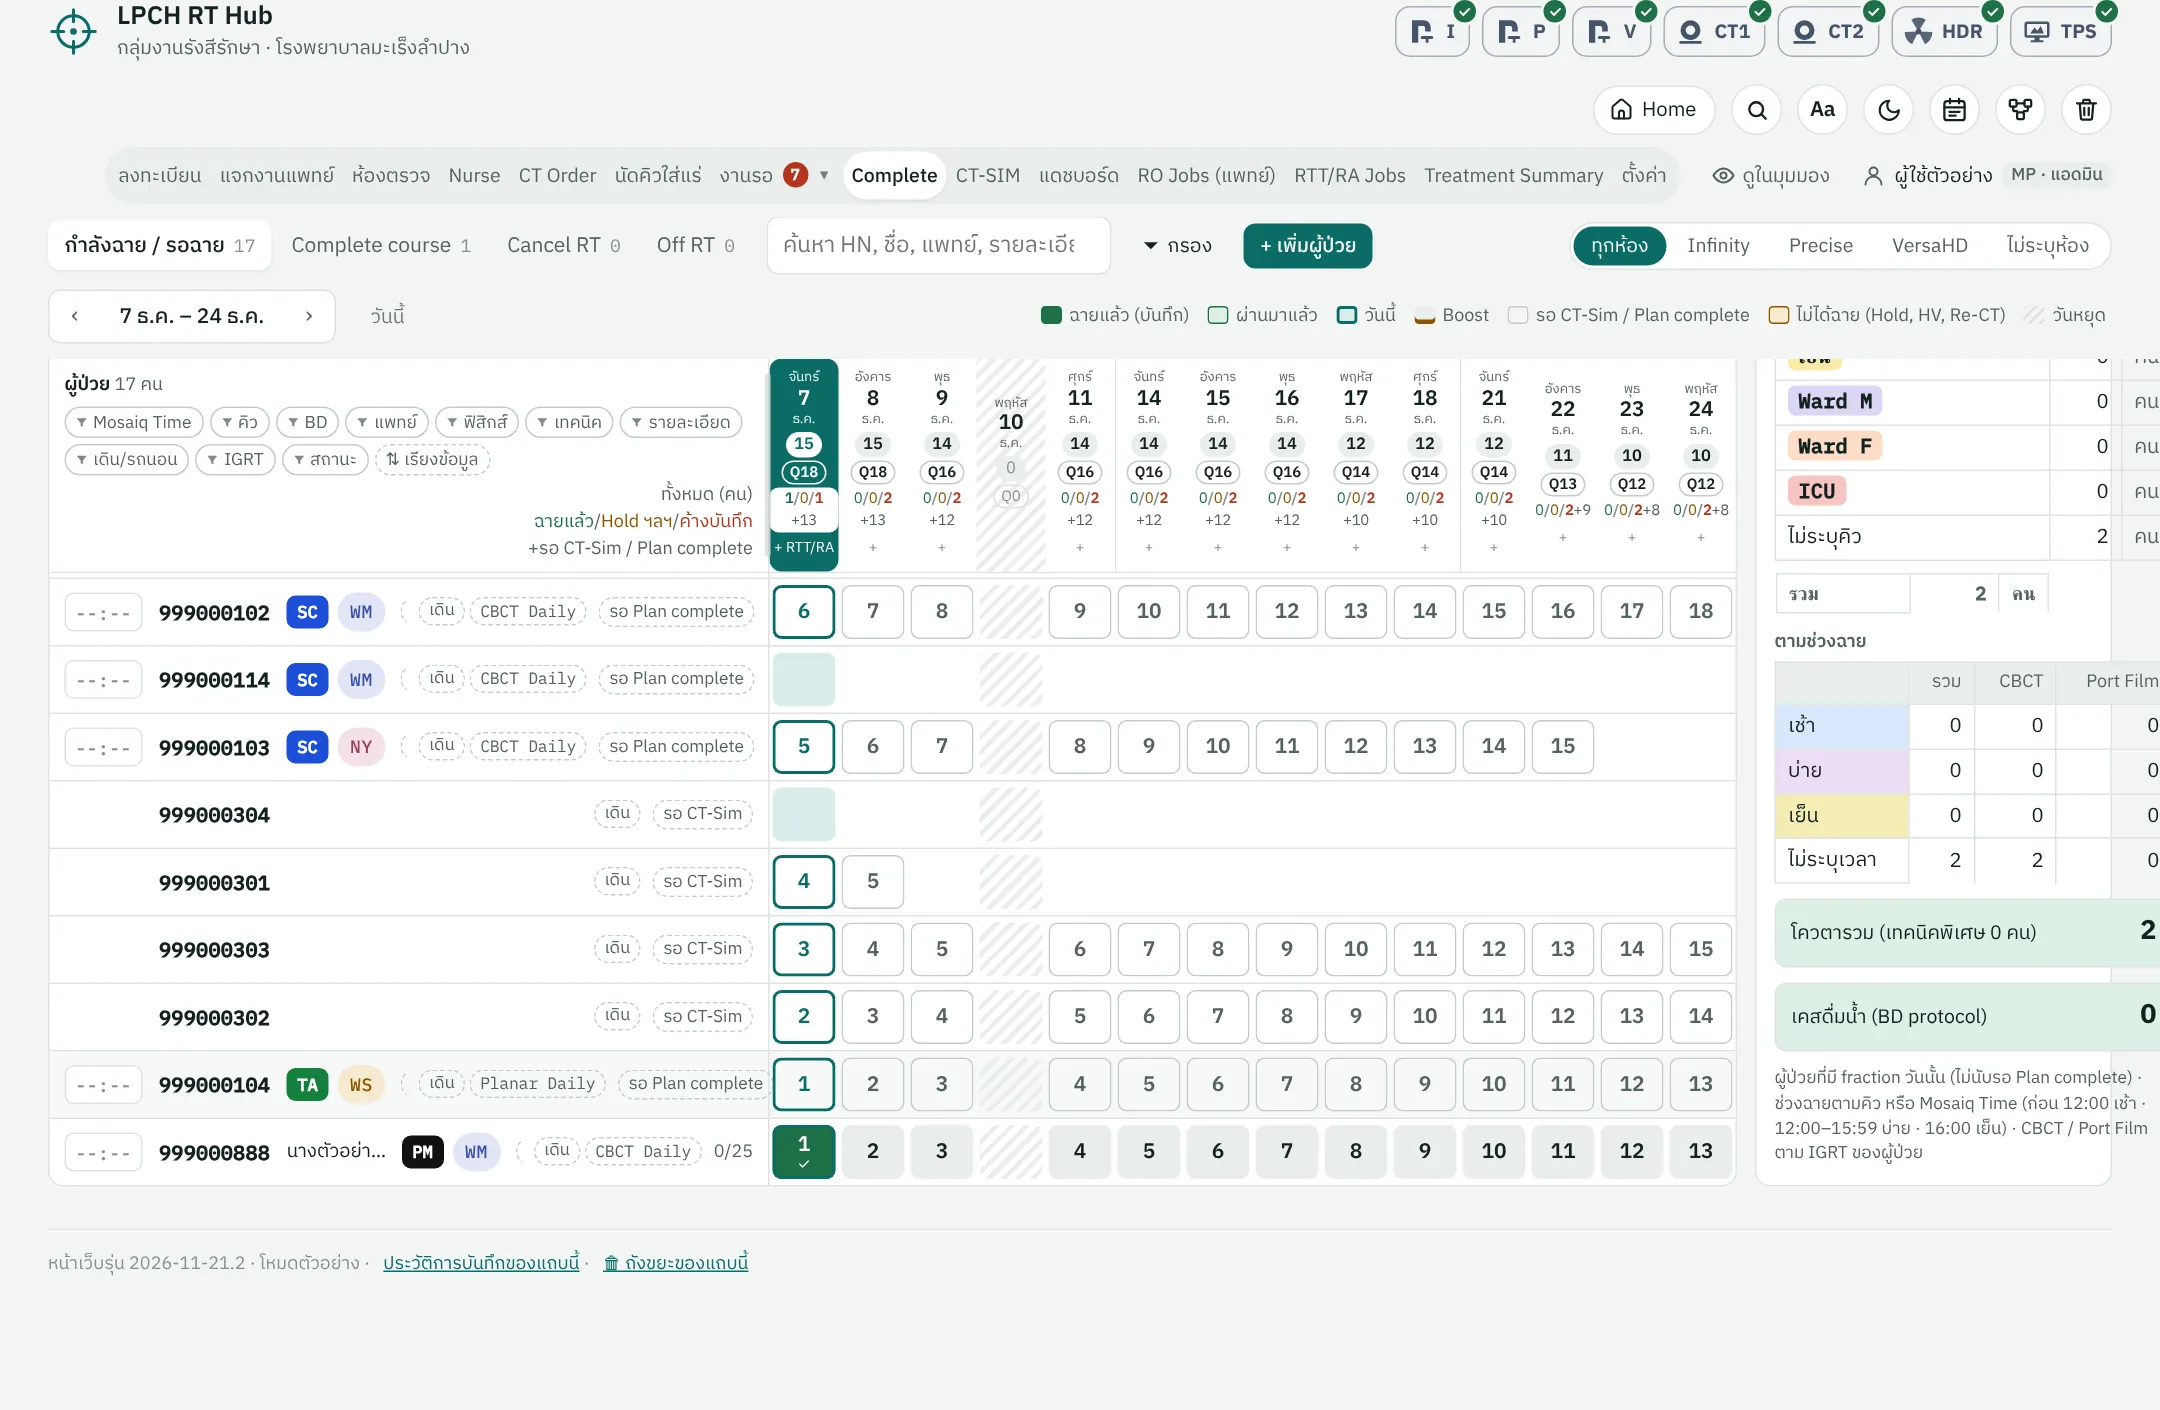 LPCH RT Hub
กลุ่มงานรังสีรักษา · โรงพยาบาลมะเร็งลำปาง
I P V CT1 CT2 HDR TPS
Home Aa
ลงทะเบียน แจกงานแพทย์ ห้องตรวจ Nurse CT Order นัดคิวใส่แร่ งานรอ 7 ▼ Complete CT-SIM แดชบอร์ด RO Jobs (แพทย์) RTT/RA Jobs Treatment Summary ตั้งค่า ดูในมุมมอง ผู้ใช้ตัวอย่าง MP · แอดมิน
กำลังฉาย / รอฉาย 17 Complete course 1 Cancel RT 0 Off RT 0 ค้นหา HN, ชื่อ, แพทย์, รายละเอีย ▼ กรอง + เพิ่มผู้ป่วย ทุกห้อง Infinity Precise VersaHD ไม่ระบุห้อง
‹ 7 ธ.ค. – 24 ธ.ค. › วันนี้ ฉายแล้ว (บันทึก) ผ่านมาแล้ว วันนี้ Boost รอ CT-Sim / Plan complete ไม่ได้ฉาย (Hold, HV, Re-CT) วันหยุด
ผู้ป่วย 17 คน
Mosaiq Time คิว BD แพทย์ ฟิสิกส์ เทคนิค รายละเอียด
เดิน/รถนอน IGRT สถานะ ⇅ เรียงข้อมูล
ทั้งหมด (คน)
ฉายแล้ว/Hold ฯลฯ/ค้างบันทึก
+รอ CT-Sim / Plan complete
จันทร์ 7 ธ.ค. 15 Q18 1/0/1 +13 + RTT/RA
อังคาร 8 ธ.ค. 15 Q18 0/0/2 +13 +
พุธ 9 ธ.ค. 14 Q16 0/0/2 +12 +
พฤหัส 10 ธ.ค. 0 Q0
ศุกร์ 11 ธ.ค. 14 Q16 0/0/2 +12 +
จันทร์ 14 ธ.ค. 14 Q16 0/0/2 +12 +
อังคาร 15 ธ.ค. 14 Q16 0/0/2 +12 +
พุธ 16 ธ.ค. 14 Q16 0/0/2 +12 +
พฤหัส 17 ธ.ค. 12 Q14 0/0/2 +10 +
ศุกร์ 18 ธ.ค. 12 Q14 0/0/2 +10 +
จันทร์ 21 ธ.ค. 12 Q14 0/0/2 +10 +
อังคาร 22 ธ.ค. 11 Q13 0/0/2+9 +
พุธ 23 ธ.ค. 10 Q12 0/0/2+8 +
พฤหัส 24 ธ.ค. 10 Q12 0/0/2+8 +
--:-- 999000102 SC WM เดิน CBCT Daily รอ Plan complete 6 7 8 9 10 11 12 13 14 15 16 17 18
--:-- 999000114 SC WM เดิน CBCT Daily รอ Plan complete
--:-- 999000103 SC NY เดิน CBCT Daily รอ Plan complete 5 6 7 8 9 10 11 12 13 14 15
999000304 เดิน รอ CT-Sim
999000301 เดิน รอ CT-Sim 4 5
999000303 เดิน รอ CT-Sim 3 4 5 6 7 8 9 10 11 12 13 14 15
999000302 เดิน รอ CT-Sim 2 3 4 5 6 7 8 9 10 11 12 13 14
--:-- 999000104 TA WS เดิน Planar Daily รอ Plan complete 1 2 3 4 5 6 7 8 9 10 11 12 13
--:-- 999000888 นางตัวอย่า... PM WM เดิน CBCT Daily 0/25 1 ✓ 2 3 4 5 6 7 8 9 10 11 12 13
Ward M 0 คน
Ward F 0 คน
ICU 0 คน
ไม่ระบุคิว 2 คน
รวม 2 คน
ตามช่วงฉาย
รวม CBCT Port Film
เช้า 0 0 0
บ่าย 0 0 0
เย็น 0 0 0
ไม่ระบุเวลา 2 2 0
โควตารวม (เทคนิคพิเศษ 0 คน) 2
เคสดื่มน้ำ (BD protocol) 0
ผู้ป่วยที่มี fraction วันนั้น (ไม่นับรอ Plan complete) ·
ช่วงฉายตามคิว หรือ Mosaiq Time (ก่อน 12:00 เช้า ·
12:00–15:59 บ่าย · 16:00 เย็น) · CBCT / Port Film
ตาม IGRT ของผู้ป่วย
หน้าเว็บรุ่น 2026-11-21.2 · โหมดตัวอย่าง · ประวัติการบันทึกของแถบนี้ · ถังขยะของแถบนี้